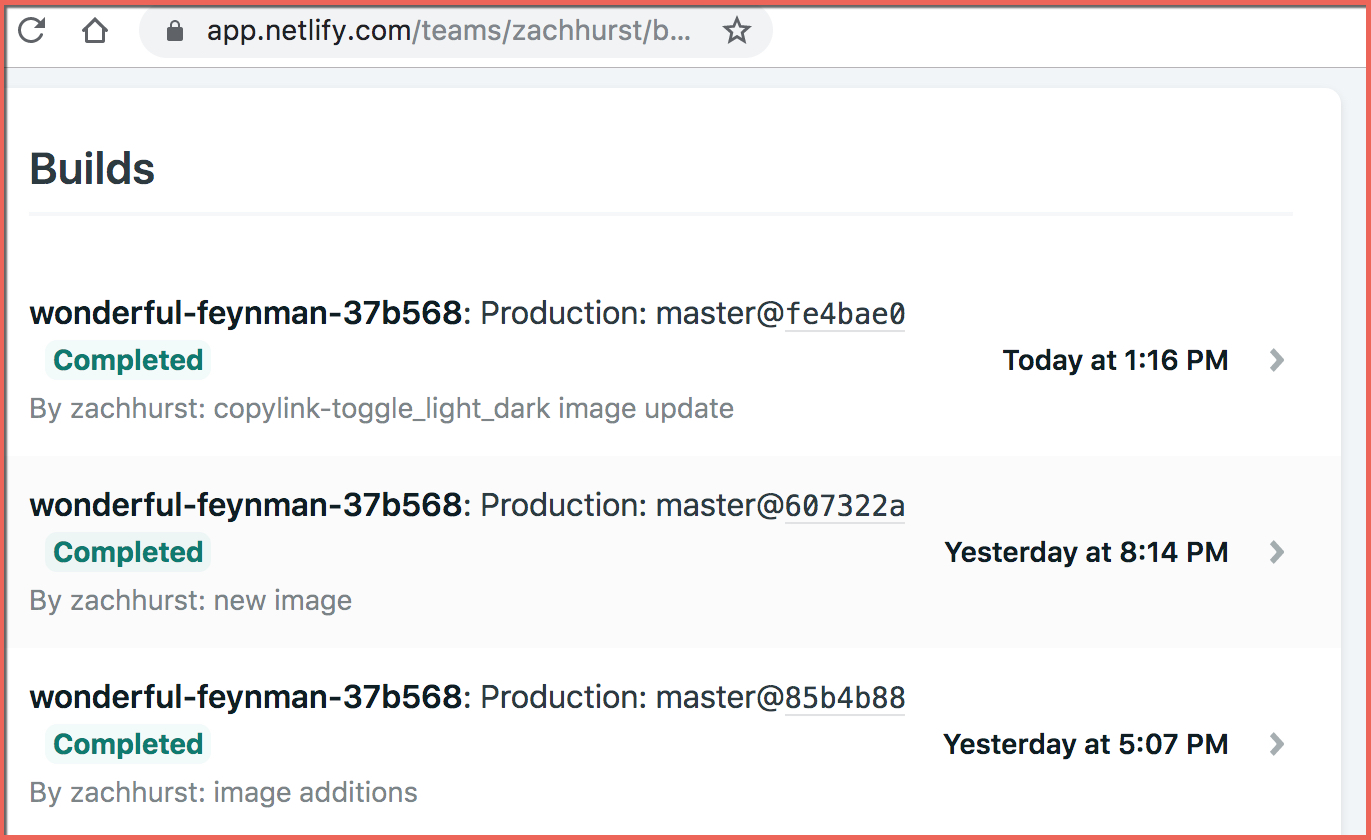 app.netlify.com/teams/zachhurst/b...
Builds
wonderful-feynman-37b568: Production: master@fe4bae0
Completed
Today at 1:16 PM
By zachhurst: copylink-toggle_light_dark image update
wonderful-feynman-37b568: Production: master@607322a
Completed
Yesterday at 8:14 PM
By zachhurst: new image
wonderful-feynman-37b568: Production: master@85b4b88
Completed
Yesterday at 5:07 PM
By zachhurst: image additions